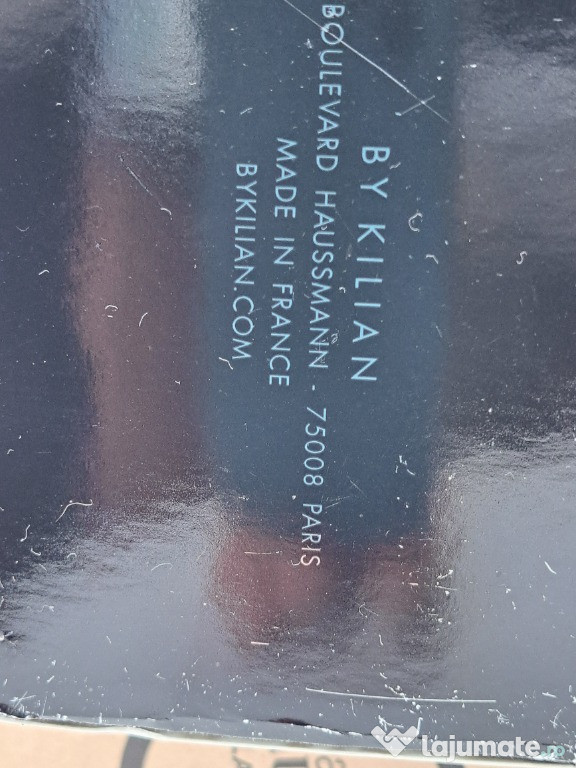 BY KILIAN
BOULEVARD HAUSSMANN - 75008 PARIS
MADE IN FRANCE
BYKILIAN.COM
lajumate